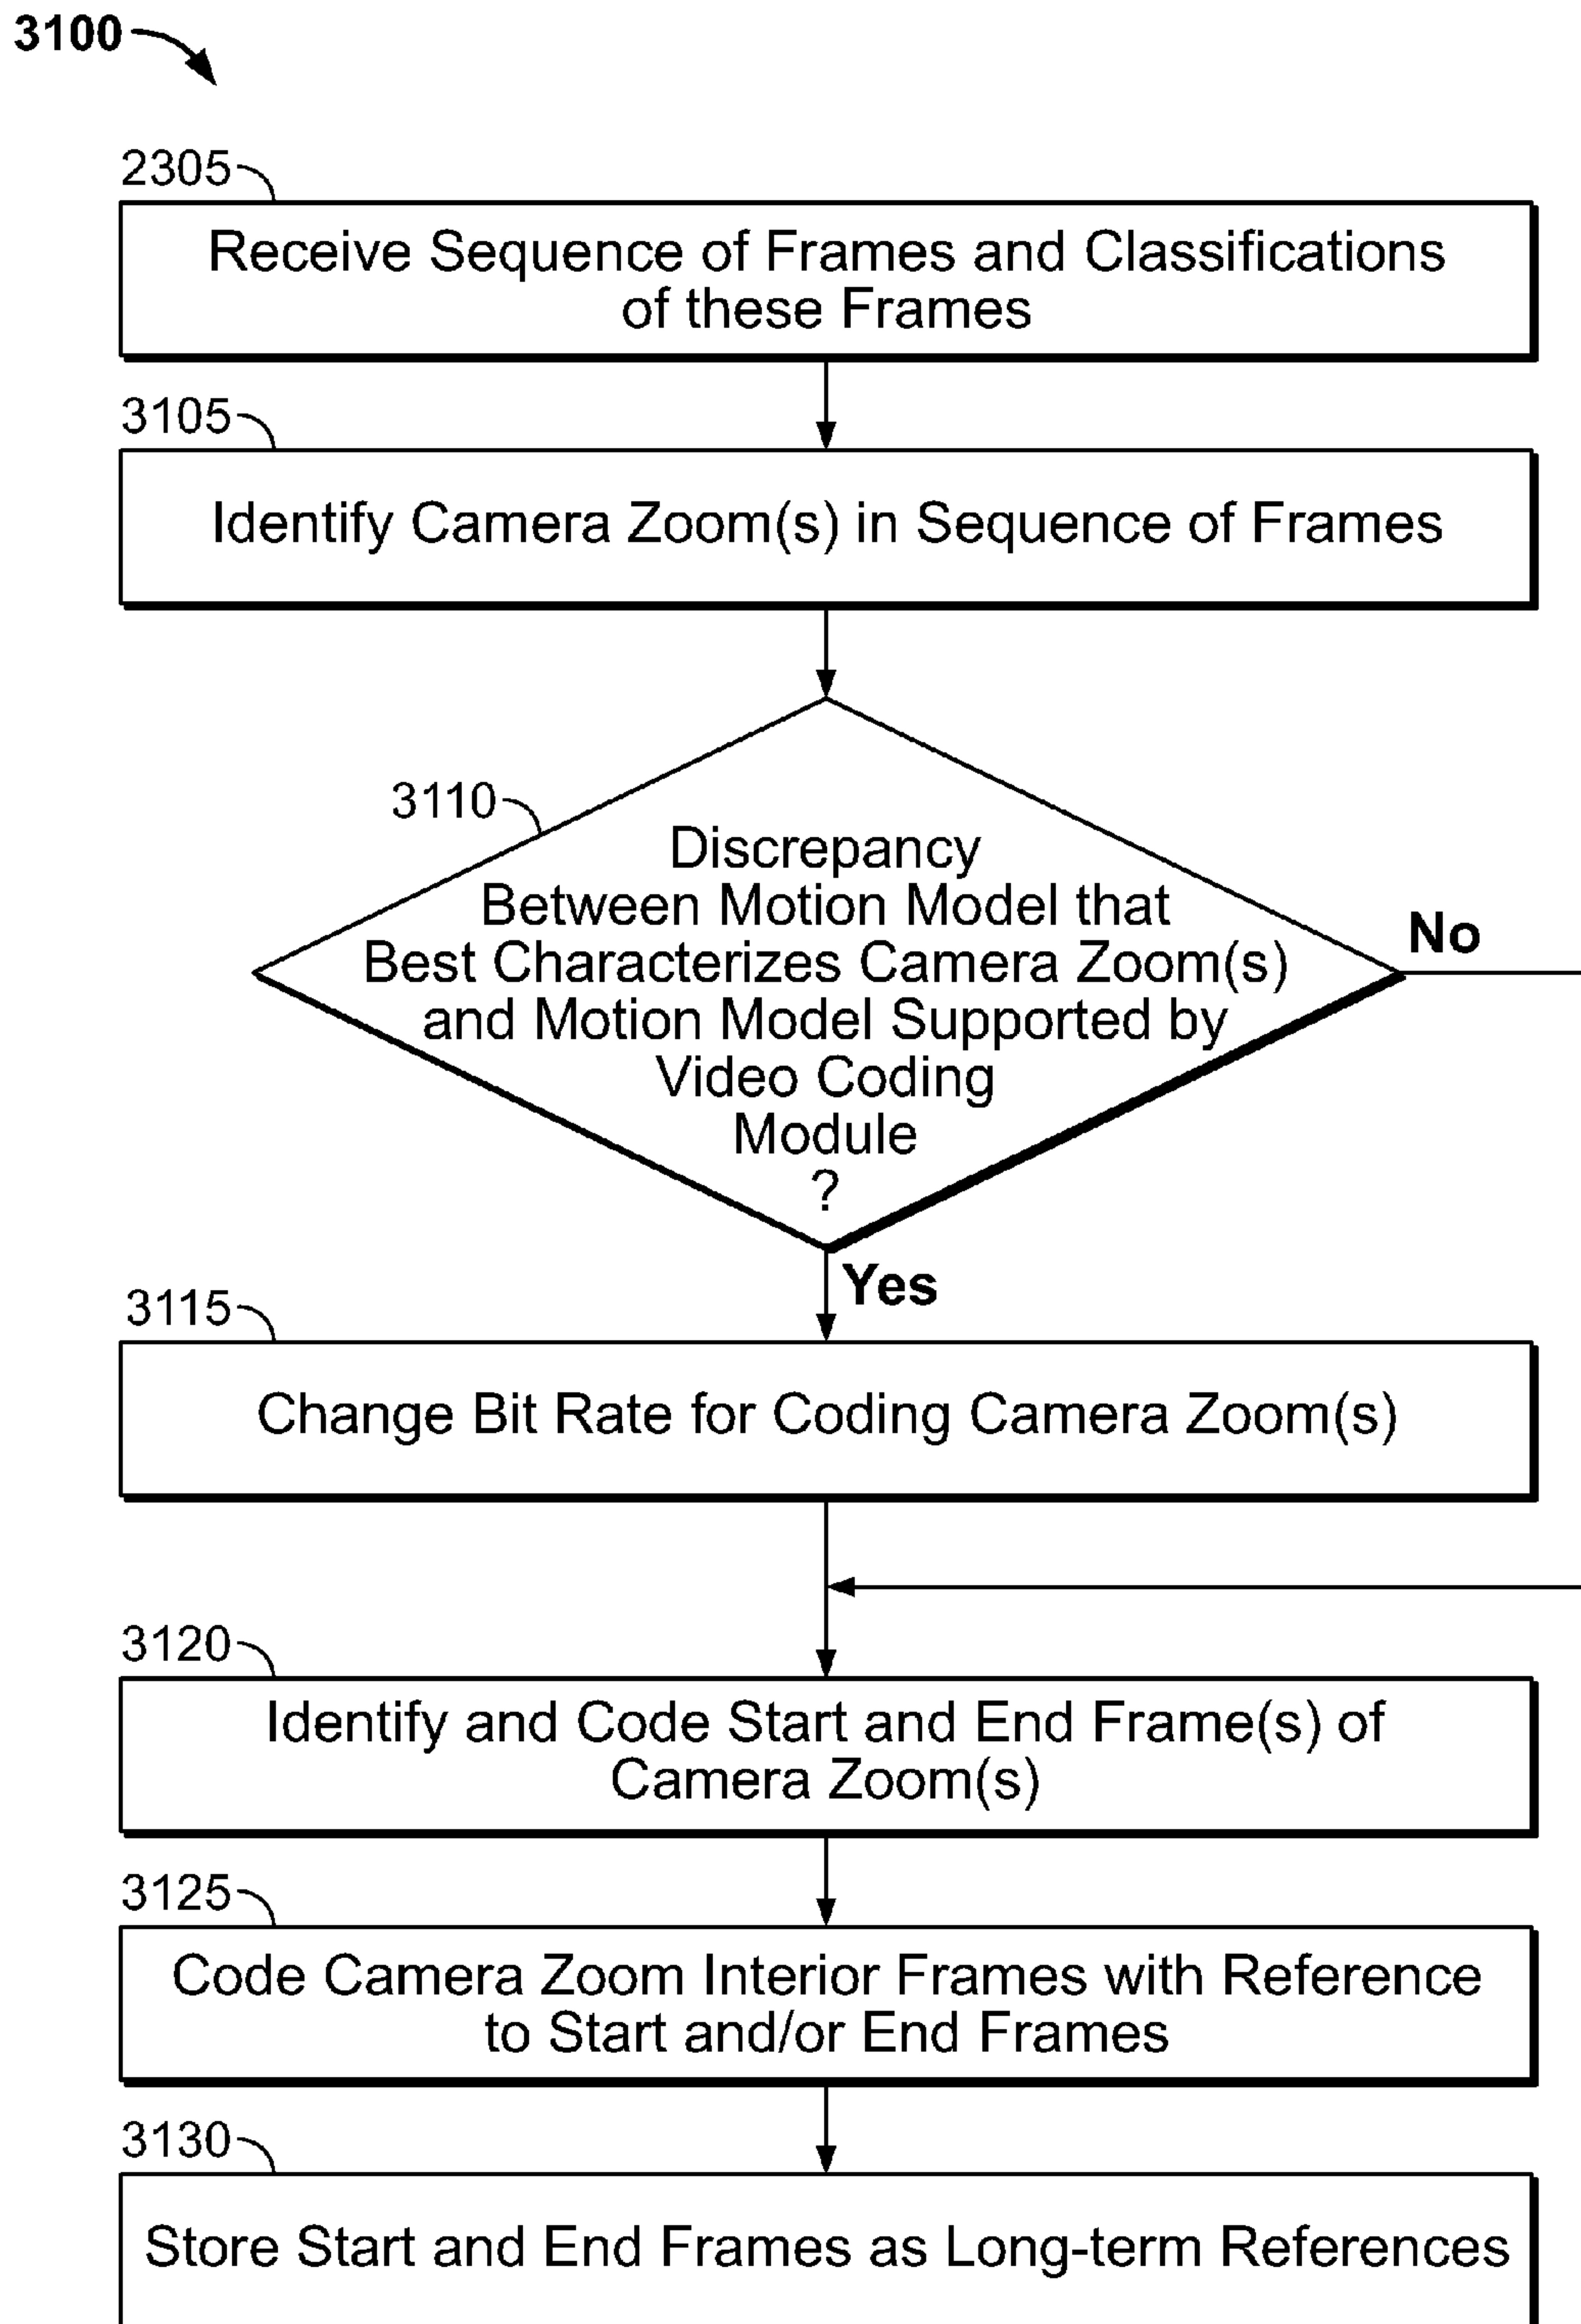 3100
2305
Receive Sequence of Frames and Classifications
of these Frames
3105
Identify Camera Zoom(s) in Sequence of Frames
3110
Discrepancy
Between Motion Model that
Best Characterizes Camera Zoom(s)
and Motion Model Supported by
Video Coding
Module
?
No
Yes
3115
Change Bit Rate for Coding Camera Zoom(s)
3120
Identify and Code Start and End Frame(s) of
Camera Zoom(s)
3125
Code Camera Zoom Interior Frames with Reference
to Start and/or End Frames
3130
Store Start and End Frames as Long-term References